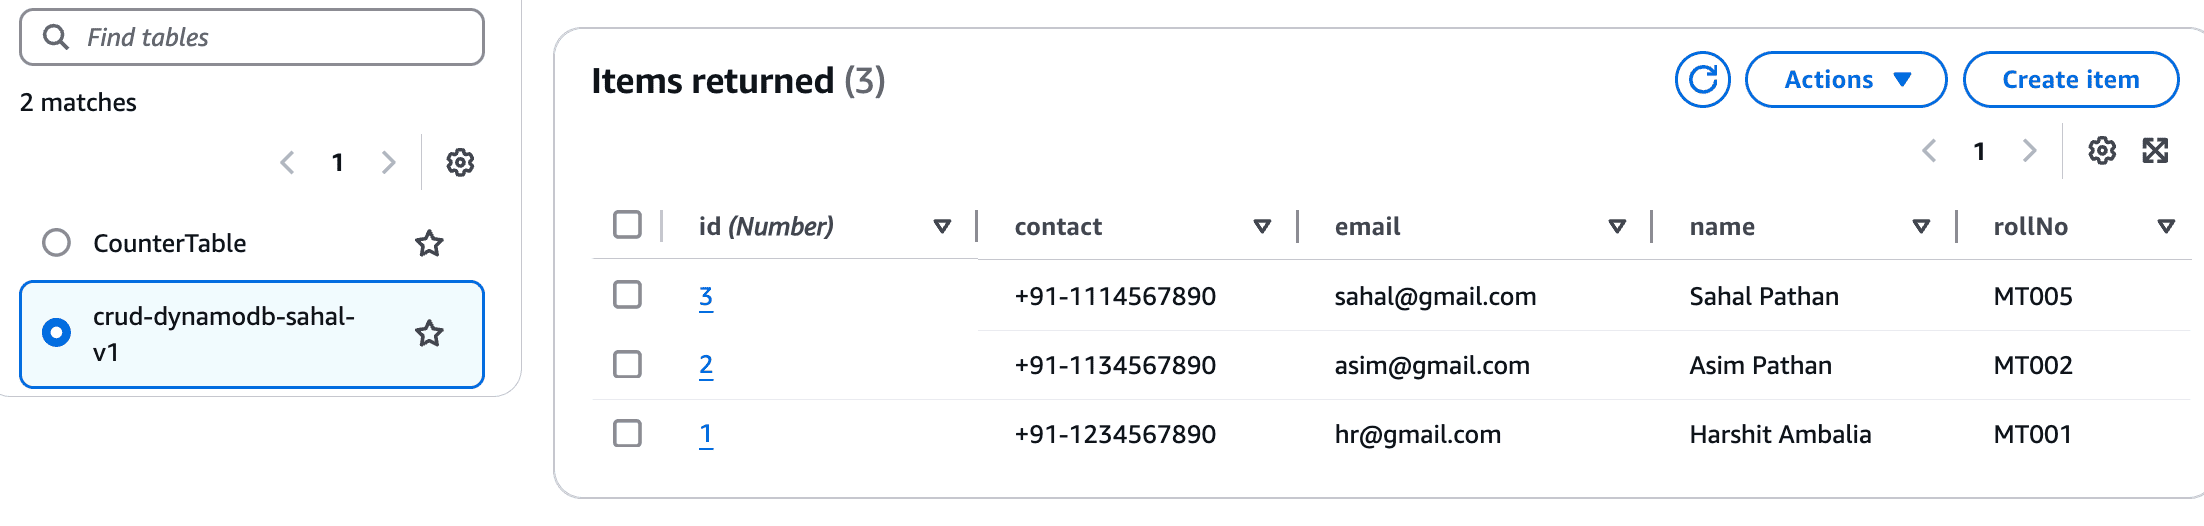 Find tables
2 matches
1
CounterTable
crud-dynamodb-sahal-
v1
Items returned (3)
Actions
Create item
1
id (Number) contact email name rollNo
3 +91-1114567890 sahal@gmail.com Sahal Pathan MT005
2 +91-1134567890 asim@gmail.com Asim Pathan MT002
1 +91-1234567890 hr@gmail.com Harshit Ambalia MT001